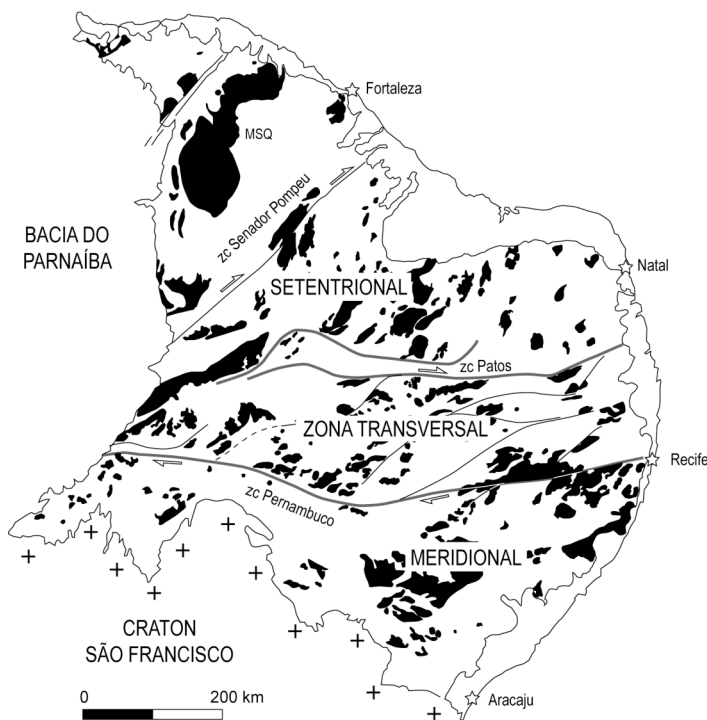 Fortaleza
MSQ
zc Senador Pompeu
BACIA DO
PARNAÍBA
Natal
SETENTRIONAL
zc Patos
ZONA TRANSVERSAL
Recife
zc Pernambuco
MERIDIONAL
CRATON
SÃO FRANCISCO
0 200 km
Aracaju